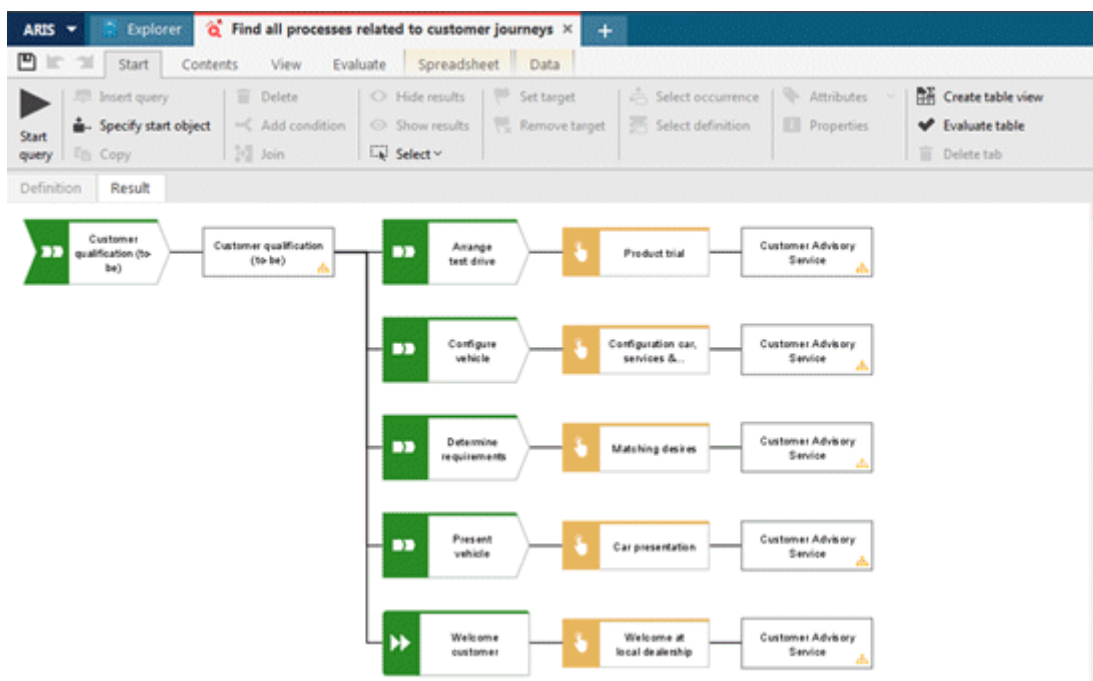 ARIS Explorer Find all processes related to customer journeys × +
Start Contents View Evaluate Spreadsheet Data
Insert query Delete Hide results Set target Select occurrence Attributes Create table view
Start
query
Specify start object Add condition Show results Remove target Select definition Properties Evaluate table
Copy Join Select Delete tab
Definition Result
Customer
qualification (to-
be)
Customer qualification
(to-be)
Arrange
test drive
Product trial
Customer Advisory
Service
Configure
vehicle
Configuration car,
services &...
Customer Advisory
Service
Determine
requirements
Matching desires
Customer Advisory
Service
Present
vehicle
Car presentation
Customer Advisory
Service
Welcome
customer
Welcome at
local dealership
Customer Advisory
Service